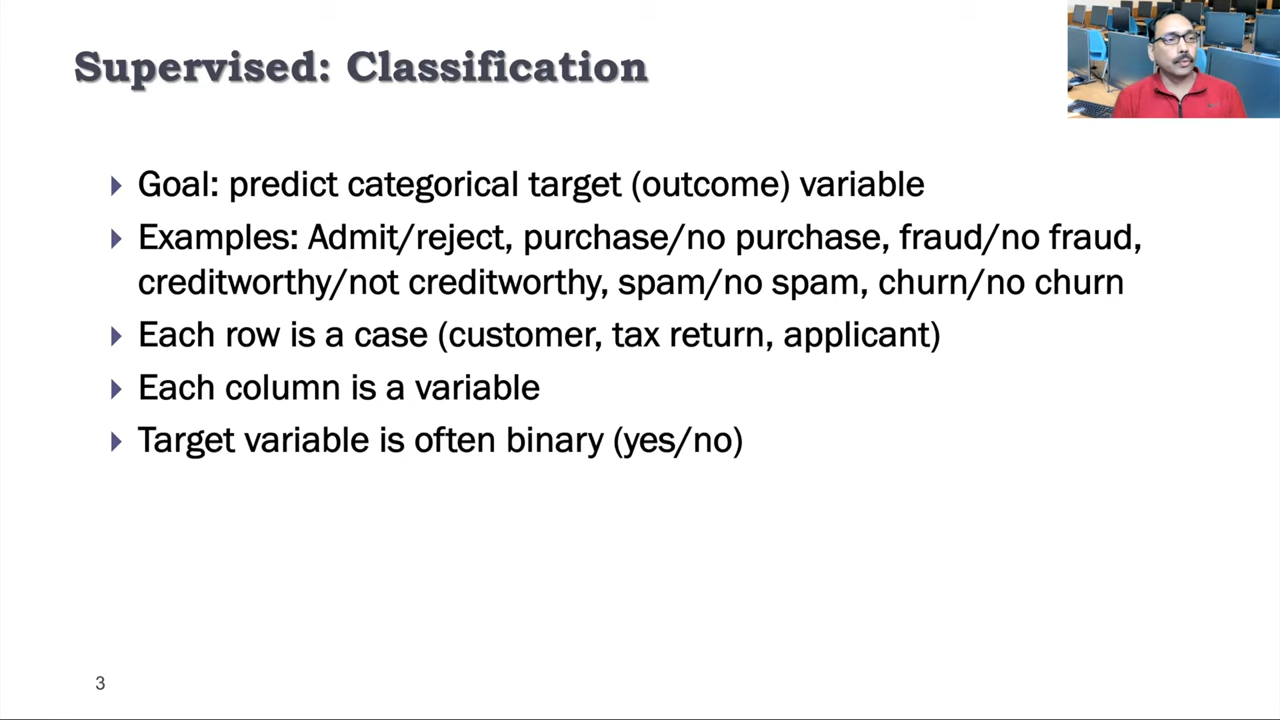 Supervised: Classification
Goal: predict categorical target (outcome) variable
Examples: Admit/reject, purchase/no purchase, fraud/no fraud,
creditworthy/not creditworthy, spam/no spam, churn/no churn
Each row is a case (customer, tax return, applicant)
Each column is a variable
Target variable is often binary (yes/no)
3